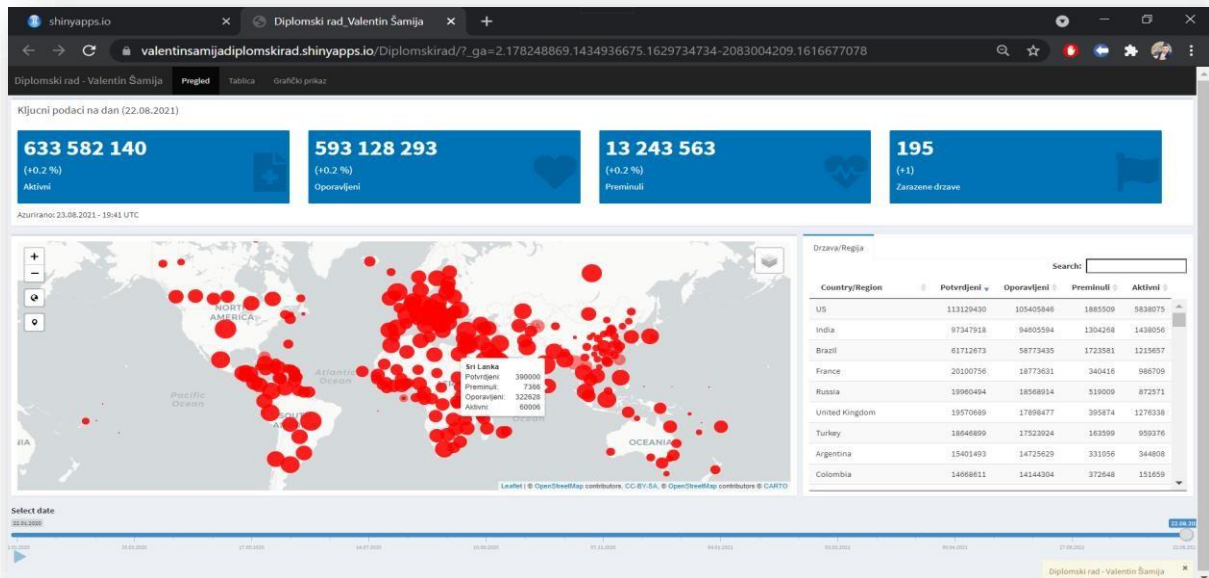 shinyapps.io
Diplomski rad_Valentin Šamija
valentinsamijadiplomskirad.shinyapps.io/Diplomskirad/?_ga=2.178248869.1434936675.1629734734-2083004209.1616677078
Diplomski rad - Valentin Šamija Pregled Tablica Grafički prikaz
Ključni podaci na dan (22.08.2021)
633 582 140
(+0.2 %)
Aktivni
593 128 293
(+0.2 %)
Oporavljeni
13 243 563
(+0.2 %)
Preminuli
195
(+1)
Zarazene drzave
Azurirano: 23.08.2021 - 19:41 UTC
+
−
NORTH
AMERICA
Atlantic
Ocean
Pacific
Ocean
OCEANIA
Sri Lanka
Potvrdjeni: 390000
Preminuli: 7366
Oporavljeni: 322628
Aktivni: 60006
Leaflet | © OpenStreetMap contributors, CC-BY-SA, © OpenStreetMap contributors © CARTO
Drzava/Regija
Search:
Country/Region Potvrdjeni Oporavljeni Preminuli Aktivni
US 113129430 105405846 1885509 5838075
India 97347918 94605594 1304268 1438056
Brazil 61712673 58773435 1723581 1215657
France 20100756 18773631 340416 986709
Russia 19960494 18568914 519009 872571
United Kingdom 19570689 17898477 395874 1276338
Turkey 18646899 17523924 163599 959376
Argentina 15401493 14725629 331056 344808
Colombia 14668611 14144304 372648 151659
Select date
22.01.2020
Diplomski rad - Valentin Šamija